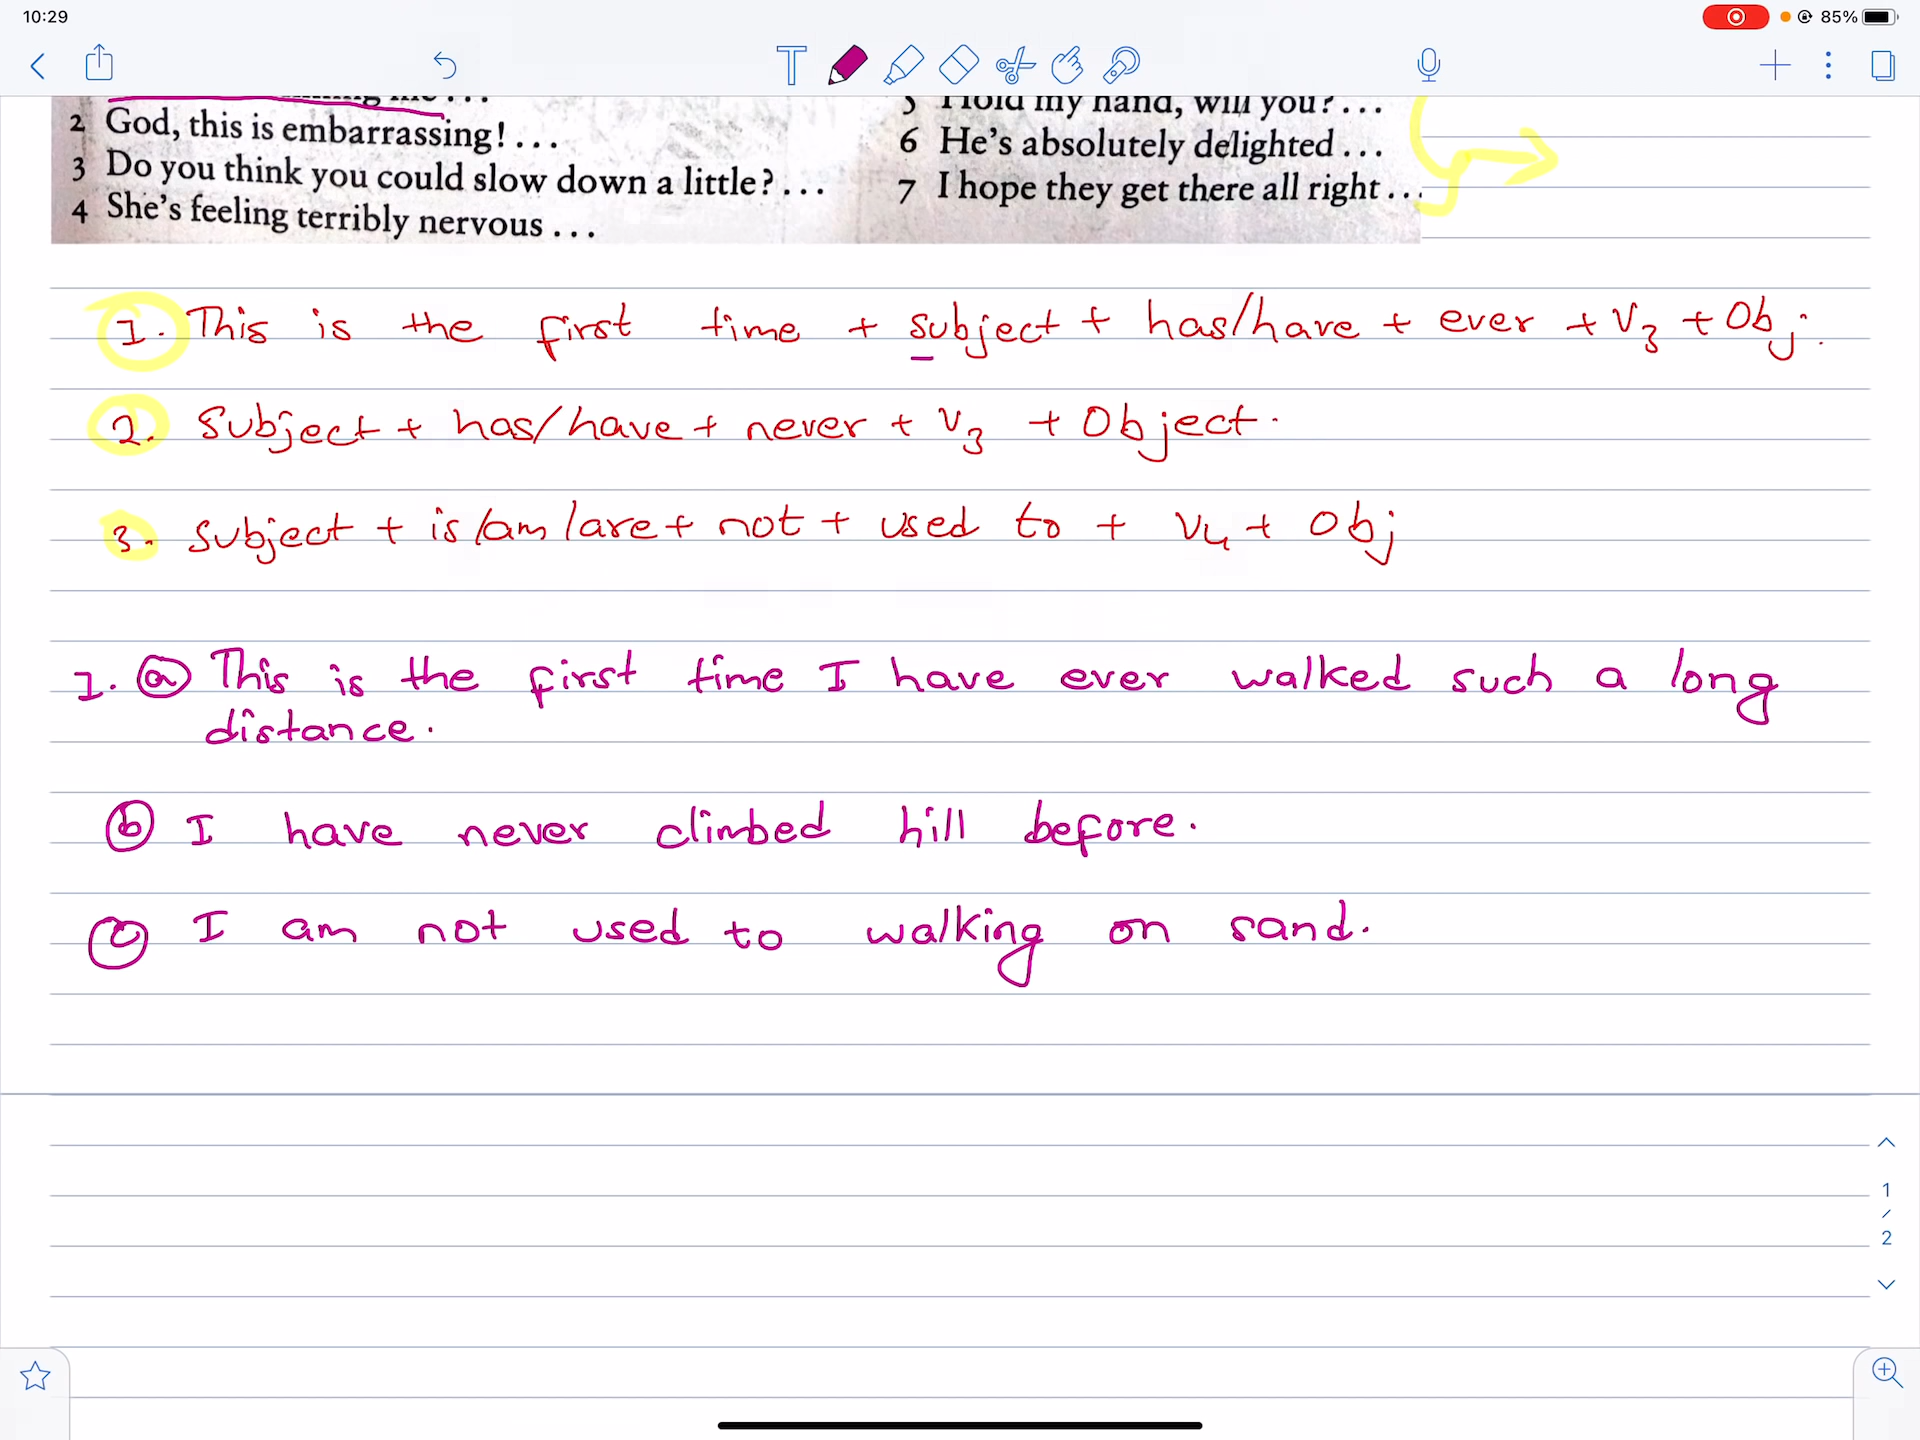 10:29
85%
2 God, this is embarrassing! ...
3 Do you think you could slow down a little? ...
4 She's feeling terribly nervous ...
5 Hold my hand, will you? ...
6 He's absolutely delighted ...
7 I hope they get there all right ...
1. This is the first time + subject + has/have + ever + V3 + Obj.
2. Subject + has/have + never + V3 + Object.
3. Subject + is/am/are + not + used to + V4 + Obj
1. (a) This is the first time I have ever walked such a long
distance.
(b) I have never climbed hill before.
(c) I am not used to walking on sand.
1
/
2